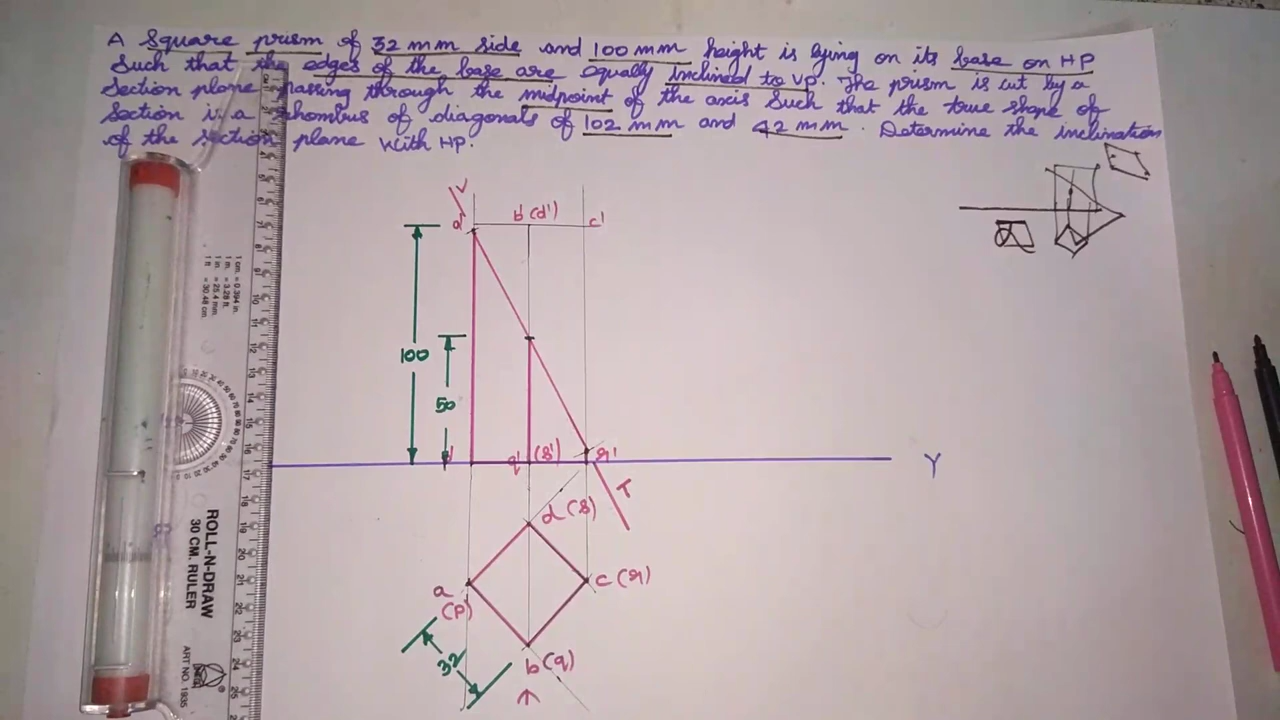 A Square prism of 32 mm side and 100 mm height is lying on its base on HP
Such that the edges of the base are equally inclined to VP. The prism is cut by a
Section plane passing through the midpoint of the axis Such that the true shape of
Section is a rhombus of diagonals of 102 mm and 42 mm. Determine the inclination
of the section plane with HP.
V
a' b' (d') c'
100
50
q' (s') r'
T
Y
d (s)
a
(p)
c (r)
32
b (q)
1 cm. = 0.394 in.
1 m. = 3.28 ft.
1 in. = 25.4 mm.
1 ft = 30.48 cm.
ROLL-N-DRAW
30 CM. RULER
ART NO. 1935